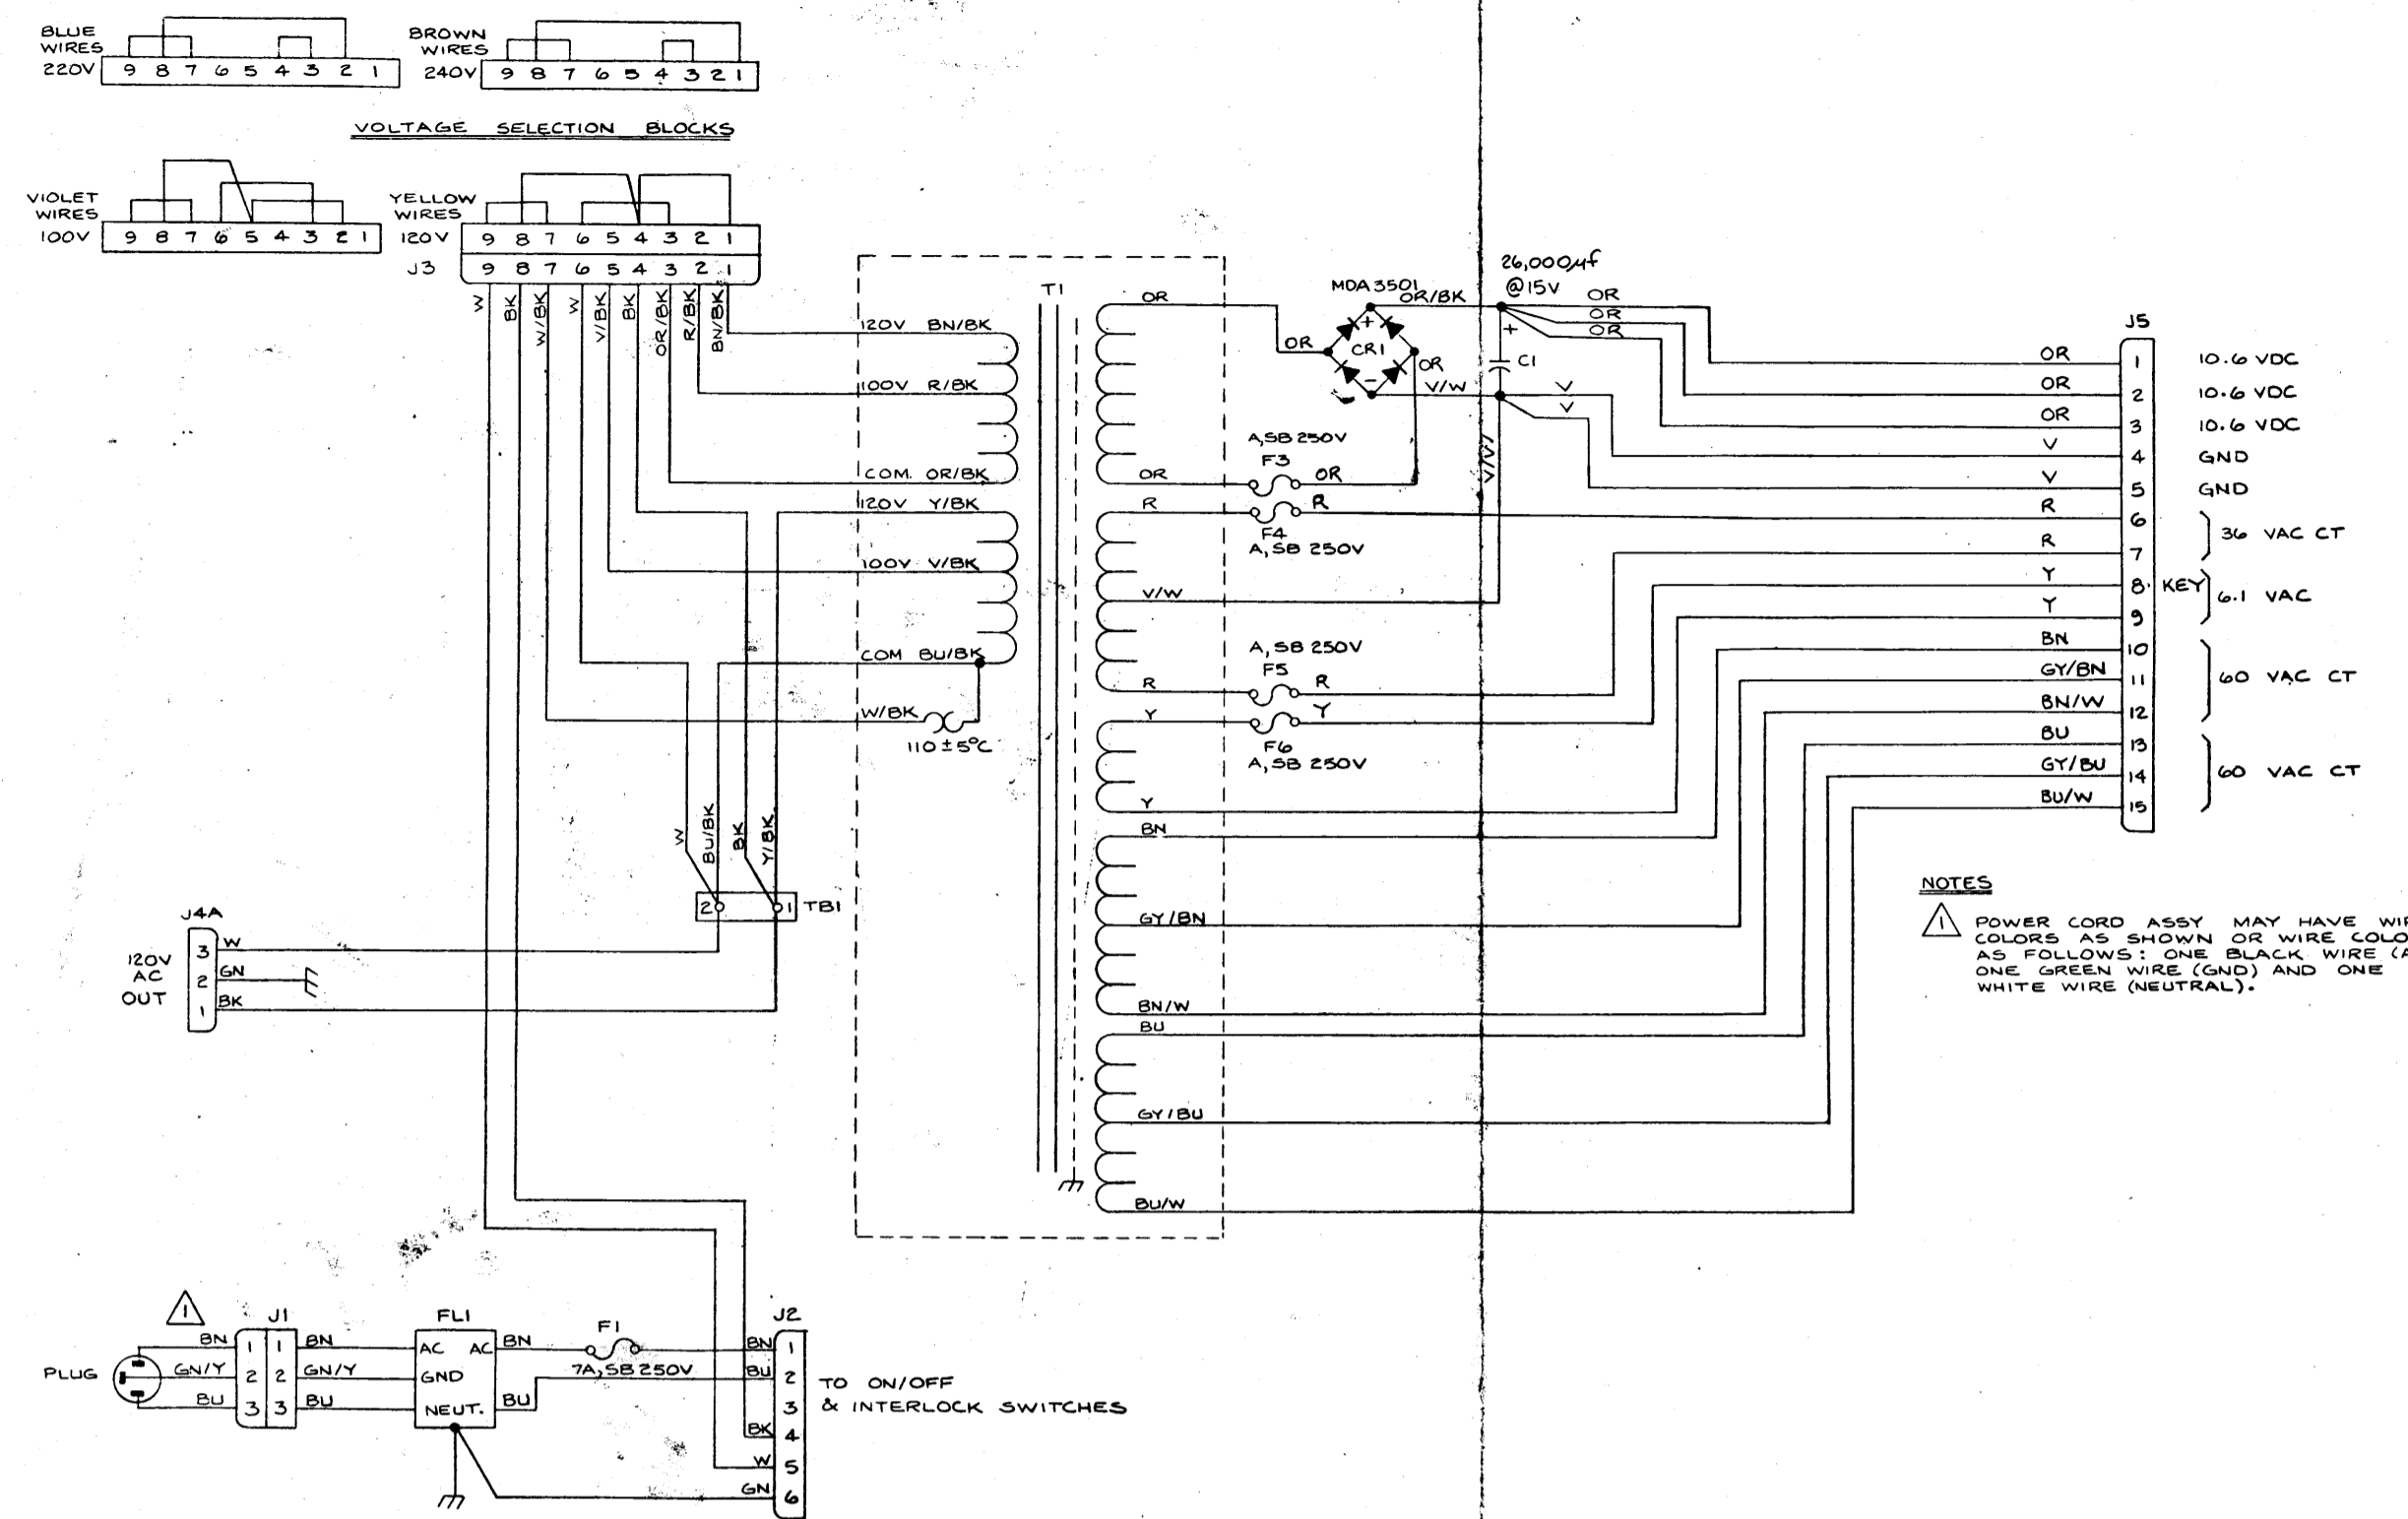 BLUE
WIRES
220V 9 8 7 6 5 4 3 2 1
BROWN
WIRES
240V 9 8 7 6 5 4 3 2 1
VOLTAGE SELECTION BLOCKS
VIOLET
WIRES
100V 9 8 7 6 5 4 3 2 1
YELLOW
WIRES
120V 9 8 7 6 5 4 3 2 1
J3 9 8 7 6 5 4 3 2 1
W
BK
W/BK
W
V/BK
BK
OR/BK
R/BK
BN/BK
120V BN/BK
100V R/BK
COM. OR/BK
120V Y/BK
100V V/BK
COM BU/BK
W/BK
110±5°C
T1
OR
OR
R
V/W
R
Y
Y
BN
GY/BN
BN/W
BU
GY/BU
BU/W
MDA3501
OR/BK
OR
+
CR1
-
OR
V/W
26,000µf
@15V
+
C1
OR
OR
OR
V
V
V/W
A,SB 250V
F3
OR
R
F4
A,SB 250V
A,SB 250V
F5
R
Y
F6
A,SB 250V
J5
OR 1 10.6 VDC
OR 2 10.6 VDC
OR 3 10.6 VDC
V 4 GND
V 5 GND
R 6
36 VAC CT
R 7
Y 8 KEY
6.1 VAC
Y 9
BN 10
GY/BN 11 60 VAC CT
BN/W 12
BU 13
GY/BU 14 60 VAC CT
BU/W 15
NOTES
1 POWER CORD ASSY MAY HAVE
COLORS AS SHOWN OR WIRE
AS FOLLOWS: ONE BLACK WIRE
ONE GREEN WIRE (GND) AND ONE
WHITE WIRE (NEUTRAL).
W
BU/BK
BK
Y/BK
2 1 TB1
J4A
120V
AC
OUT
3 W
2 GN
1 BK
1
PLUG
J1
BN 1 1 BN
GN/Y 2 2 GN/Y
BU 3 3 BU
FL1
AC AC BN
GND
NEUT. BU
F1
7A,SB 250V
J2
BN 1
BU 2
3
BK 4
W 5
GN 6
TO ON/OFF
& INTERLOCK SWITCHES